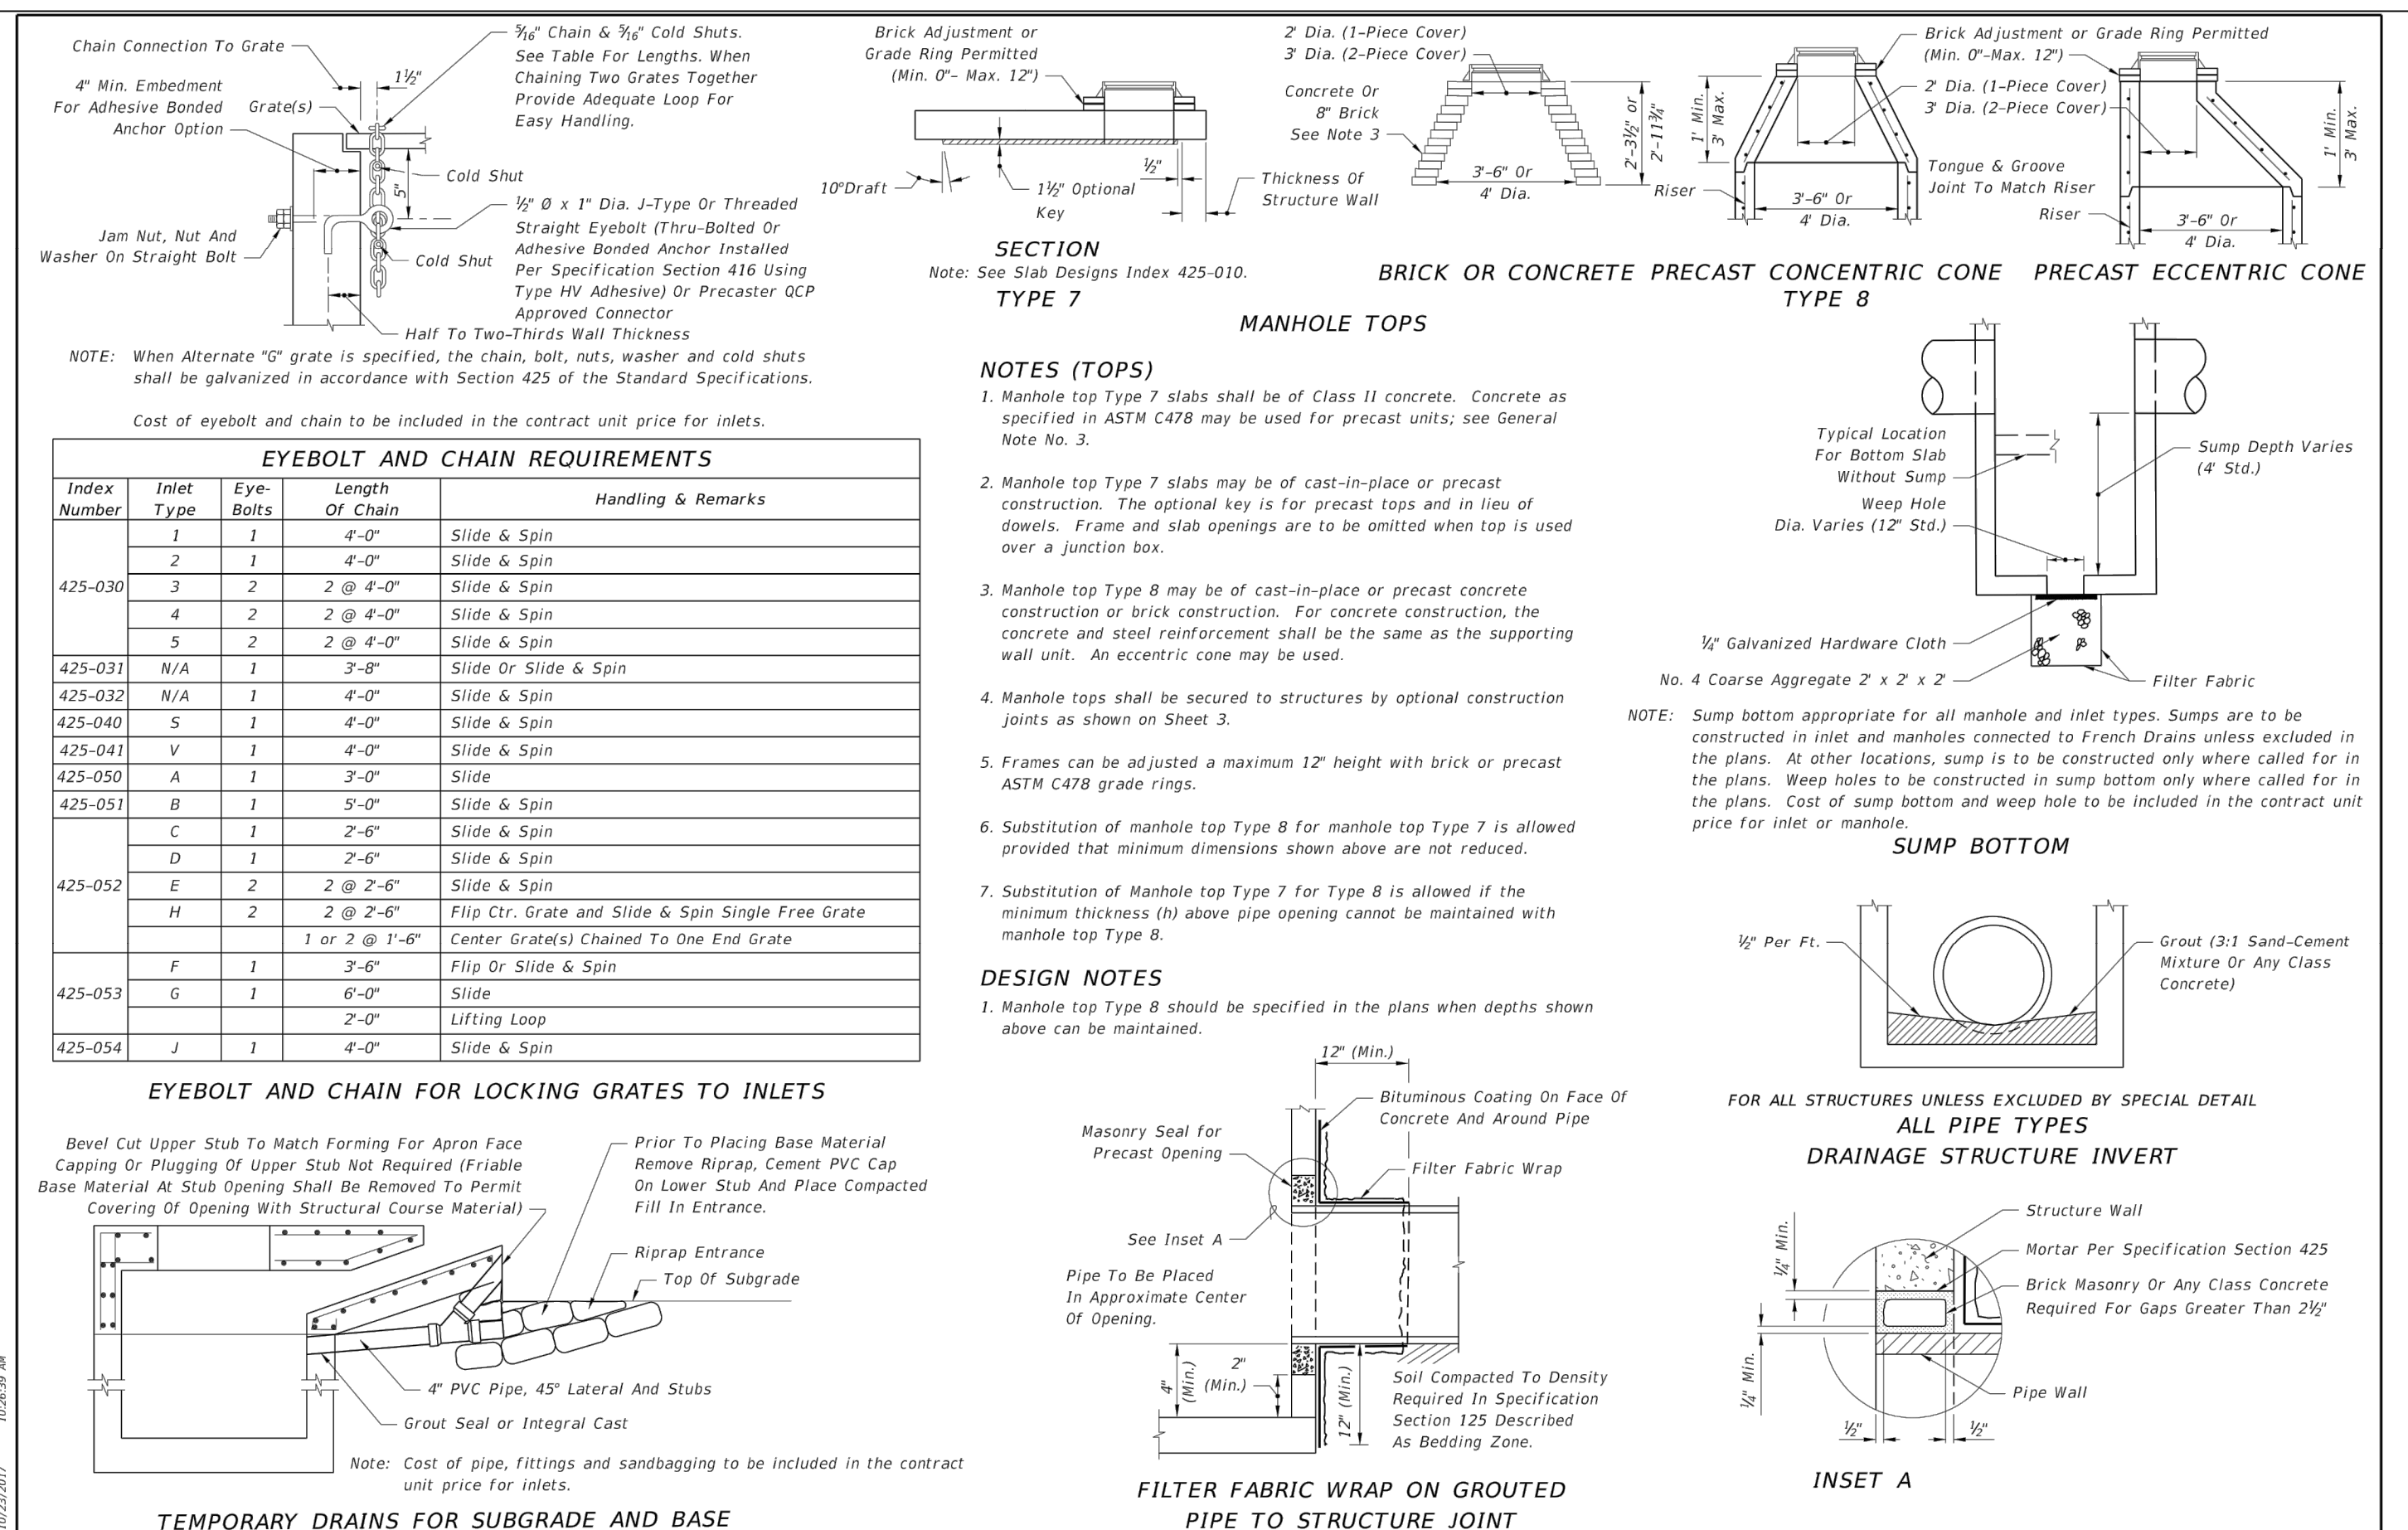 Chain Connection To Grate
1½"
4" Min. Embedment
For Adhesive Bonded
Anchor Option
Grate(s)
5/16" Chain & 5/16" Cold Shuts.
See Table For Lengths. When
Chaining Two Grates Together
Provide Adequate Loop For
Easy Handling.
Cold Shut
5"
½" Ø x 1" Dia. J-Type Or Threaded
Straight Eyebolt (Thru-Bolted Or
Adhesive Bonded Anchor Installed
Per Specification Section 416 Using
Type HV Adhesive) Or Precaster QCP
Approved Connector
Jam Nut, Nut And
Washer On Straight Bolt
Cold Shut
Half To Two-Thirds Wall Thickness
NOTE: When Alternate "G" grate is specified, the chain, bolt, nuts, washer and cold shuts
shall be galvanized in accordance with Section 425 of the Standard Specifications.
Cost of eyebolt and chain to be included in the contract unit price for inlets.
EYEBOLT AND CHAIN REQUIREMENTS
Index Number Inlet Type Eye-Bolts Length Of Chain Handling & Remarks
425-030 1 1 4'-0" Slide & Spin
2 1 4'-0" Slide & Spin
3 2 2 @ 4'-0" Slide & Spin
4 2 2 @ 4'-0" Slide & Spin
5 2 2 @ 4'-0" Slide & Spin
425-031 N/A 1 3'-8" Slide Or Slide & Spin
425-032 N/A 1 4'-0" Slide & Spin
425-040 S 1 4'-0" Slide & Spin
425-041 V 1 4'-0" Slide & Spin
425-050 A 1 3'-0" Slide
425-051 B 1 5'-0" Slide & Spin
425-052 C 1 2'-6" Slide & Spin
D 1 2'-6" Slide & Spin
E 2 2 @ 2'-6" Slide & Spin
H 2 2 @ 2'-6" Flip Ctr. Grate and Slide & Spin Single Free Grate
1 or 2 @ 1'-6" Center Grate(s) Chained To One End Grate
425-053 F 1 3'-6" Flip Or Slide & Spin
G 1 6'-0" Slide
2'-0" Lifting Loop
425-054 J 1 4'-0" Slide & Spin
EYEBOLT AND CHAIN FOR LOCKING GRATES TO INLETS
Bevel Cut Upper Stub To Match Forming For Apron Face
Capping Or Plugging Of Upper Stub Not Required (Friable
Base Material At Stub Opening Shall Be Removed To Permit
Covering Of Opening With Structural Course Material)
Prior To Placing Base Material
Remove Riprap, Cement PVC Cap
On Lower Stub And Place Compacted
Fill In Entrance.
Riprap Entrance
Top Of Subgrade
4" PVC Pipe, 45° Lateral And Stubs
Grout Seal or Integral Cast
Note: Cost of pipe, fittings and sandbagging to be included in the contract
unit price for inlets.
TEMPORARY DRAINS FOR SUBGRADE AND BASE
Brick Adjustment or
Grade Ring Permitted
(Min. 0"- Max. 12")
10°Draft
1½" Optional
Key
½"
Thickness Of
Structure Wall
SECTION
Note: See Slab Designs Index 425-010.
TYPE 7
2' Dia. (1-Piece Cover)
3' Dia. (2-Piece Cover)
Concrete Or
8" Brick
See Note 3
3'-6" Or
4' Dia.
2'-3½" or
2'-11¾"
BRICK OR CONCRETE
1' Min.
3' Max.
Riser
3'-6" Or
4' Dia.
PRECAST CONCENTRIC CONE
Brick Adjustment or Grade Ring Permitted
(Min. 0"-Max. 12")
2' Dia. (1-Piece Cover)
3' Dia. (2-Piece Cover)
Tongue & Groove
Joint To Match Riser
Riser
3'-6" Or
4' Dia.
1' Min.
3' Max.
PRECAST ECCENTRIC CONE
TYPE 8
MANHOLE TOPS
NOTES (TOPS)
1. Manhole top Type 7 slabs shall be of Class II concrete. Concrete as
specified in ASTM C478 may be used for precast units; see General
Note No. 3.
2. Manhole top Type 7 slabs may be of cast-in-place or precast
construction. The optional key is for precast tops and in lieu of
dowels. Frame and slab openings are to be omitted when top is used
over a junction box.
3. Manhole top Type 8 may be of cast-in-place or precast concrete
construction or brick construction. For concrete construction, the
concrete and steel reinforcement shall be the same as the supporting
wall unit. An eccentric cone may be used.
4. Manhole tops shall be secured to structures by optional construction
joints as shown on Sheet 3.
5. Frames can be adjusted a maximum 12" height with brick or precast
ASTM C478 grade rings.
6. Substitution of manhole top Type 8 for manhole top Type 7 is allowed
provided that minimum dimensions shown above are not reduced.
7. Substitution of Manhole top Type 7 for Type 8 is allowed if the
minimum thickness (h) above pipe opening cannot be maintained with
manhole top Type 8.
DESIGN NOTES
1. Manhole top Type 8 should be specified in the plans when depths shown
above can be maintained.
12" (Min.)
Bituminous Coating On Face Of
Concrete And Around Pipe
Masonry Seal for
Precast Opening
Filter Fabric Wrap
See Inset A
Pipe To Be Placed
In Approximate Center
Of Opening.
4"
(Min.)
2"
(Min.)
12" (Min.)
Soil Compacted To Density
Required In Specification
Section 125 Described
As Bedding Zone.
FILTER FABRIC WRAP ON GROUTED
PIPE TO STRUCTURE JOINT
Typical Location
For Bottom Slab
Without Sump
Weep Hole
Dia. Varies (12" Std.)
Sump Depth Varies
(4' Std.)
¼" Galvanized Hardware Cloth
No. 4 Coarse Aggregate 2' x 2' x 2'
Filter Fabric
NOTE: Sump bottom appropriate for all manhole and inlet types. Sumps are to be
constructed in inlet and manholes connected to French Drains unless excluded in
the plans. At other locations, sump is to be constructed only where called for in
the plans. Weep holes to be constructed in sump bottom only where called for in
the plans. Cost of sump bottom and weep hole to be included in the contract unit
price for inlet or manhole.
SUMP BOTTOM
½" Per Ft.
Grout (3:1 Sand-Cement
Mixture Or Any Class
Concrete)
FOR ALL STRUCTURES UNLESS EXCLUDED BY SPECIAL DETAIL
ALL PIPE TYPES
DRAINAGE STRUCTURE INVERT
Structure Wall
Mortar Per Specification Section 425
Brick Masonry Or Any Class Concrete
Required For Gaps Greater Than 2½"
¼" Min.
¼" Min.
Pipe Wall
½"
½"
INSET A
10:26:39 AM
10/23/2017